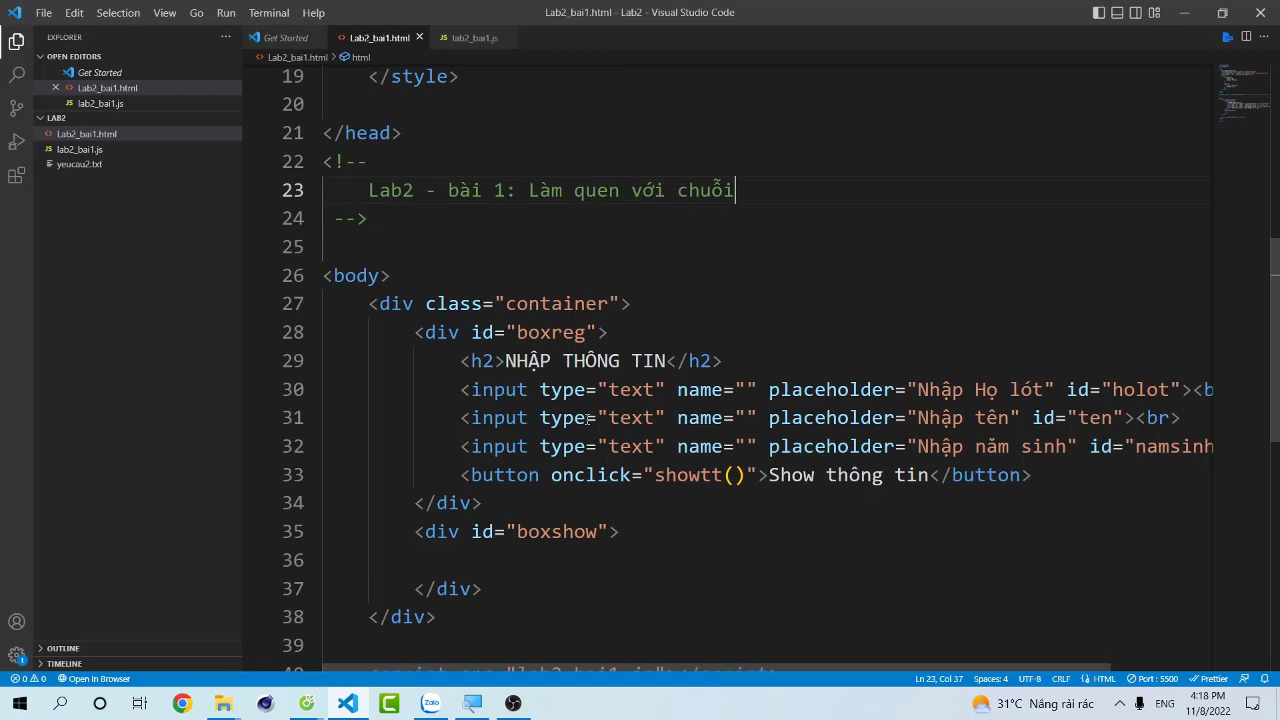 File Edit Selection View Go Run Terminal Help
Lab2_bai1.html - Lab2 - Visual Studio Code
EXPLORER
OPEN EDITORS
Get Started
Lab2_bai1.html
lab2_bai1.js
LAB2
Lab2_bai1.html
lab2_bai1.js
yeucau2.txt
OUTLINE
TIMELINE
Get Started Lab2_bai1.html lab2_bai1.js
Lab2_bai1.html html
19 </style>
20
21 </head>
22 <!--
23 Lab2 - bài 1: Làm quen với chuỗi
24 -->
25
26 <body>
27 <div class="container">
28 <div id="boxreg">
29 <h2>NHẬP THÔNG TIN</h2>
30 <input type="text" name="" placeholder="Nhập Họ lót" id="holot"><b
31 <input type="text" name="" placeholder="Nhập tên" id="ten"><br>
32 <input type="text" name="" placeholder="Nhập năm sinh" id="namsinh
33 <button onclick="showtt()">Show thông tin</button>
34 </div>
35 <div id="boxshow">
36
37 </div>
38 </div>
39
0 0 Open In Browser
Ln 23, Col 37 Spaces: 4 UTF-8 CRLF HTML Port : 5500 Prettier
Zalo
31°C Nắng rải rác ENG
4:18 PM
11/8/2022